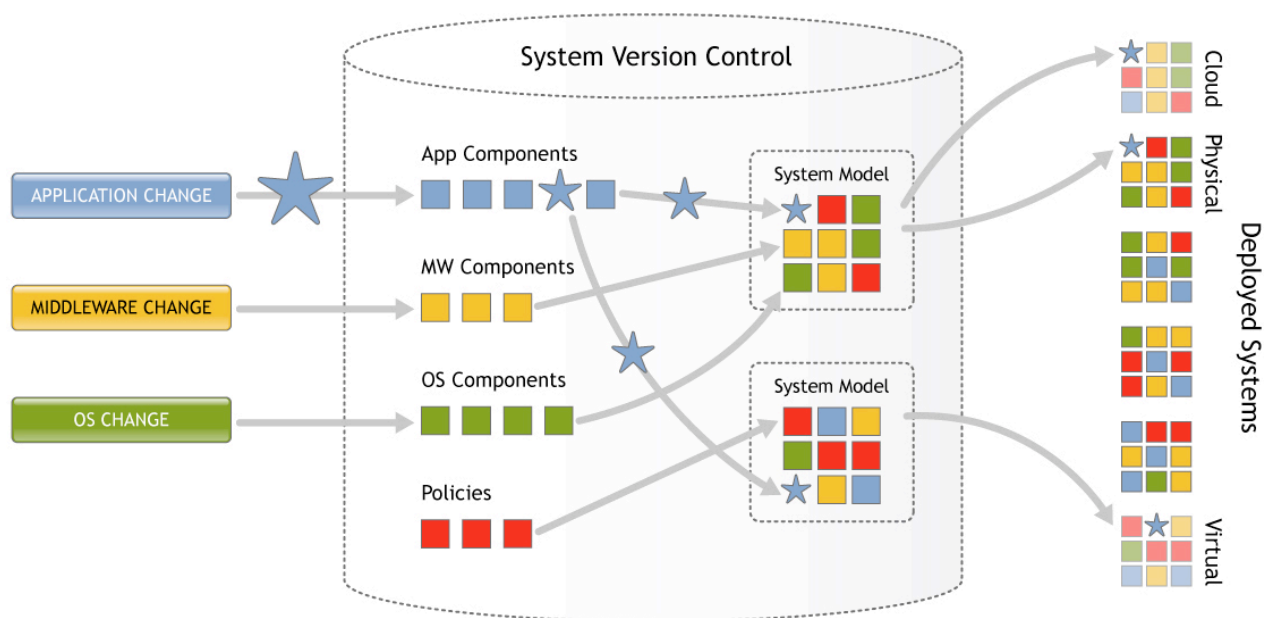 System Version Control
APPLICATION CHANGE
MIDDLEWARE CHANGE
OS CHANGE
App Components
MW Components
OS Components
Policies
System Model
System Model
Cloud
Physical
Virtual
Deployed Systems